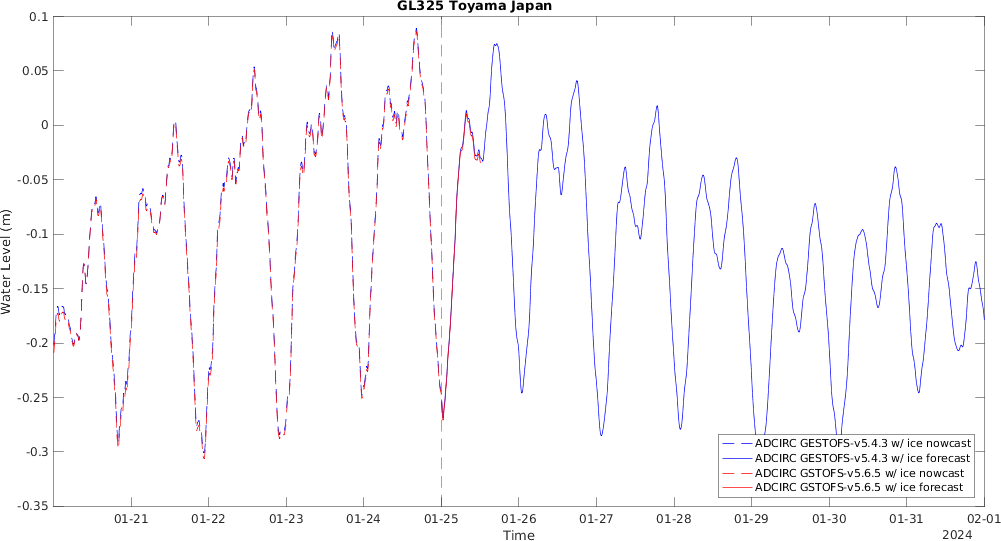 GL325 Toyama Japan
0.1
0.05
0
-0.05
-0.1
-0.15
-0.2
-0.25
-0.3
-0.35
Water Level (m)
01-21 01-22 01-23 01-24 01-25 01-26 01-27 01-28 01-29 01-30 01-31 02-01
Time
2024
ADCIRC GESTOFS-v5.4.3 w/ ice nowcast
ADCIRC GESTOFS-v5.4.3 w/ ice forecast
ADCIRC GSTOFS-v5.6.5 w/ ice nowcast
ADCIRC GSTOFS-v5.6.5 w/ ice forecast